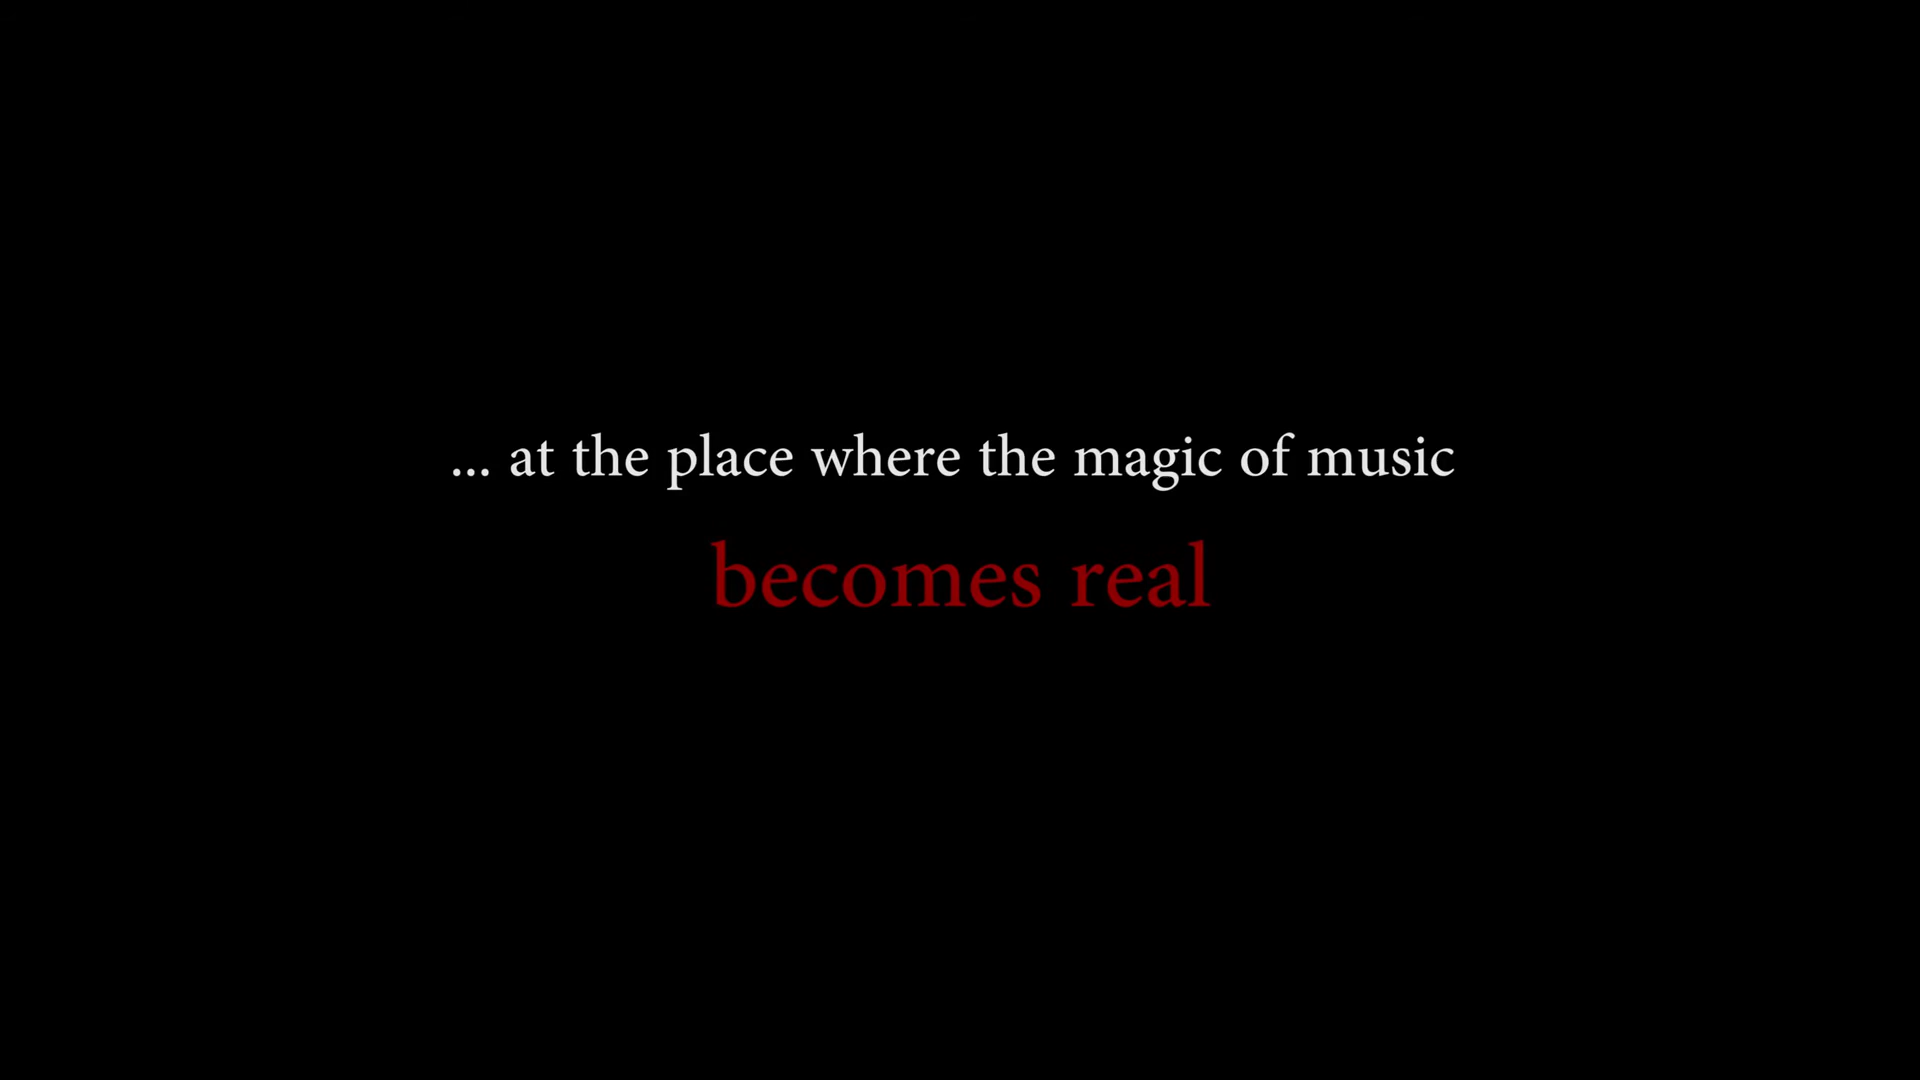 ... at the place where the magic of music
becomes real